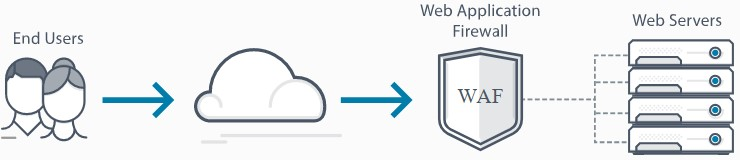 End Users
Web Application
Firewall
WAF
Web Servers